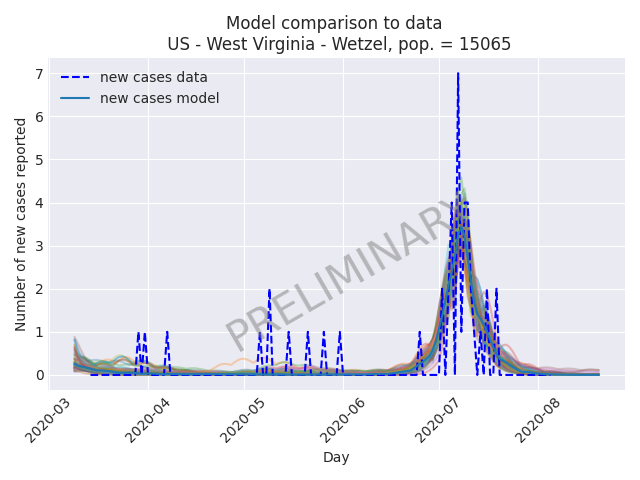 Model comparison to data
US - West Virginia - Wetzel, pop. = 15065
new cases data
new cases model
PRELIMINARY
Number of new cases reported
7
6
5
4
3
2
1
0
2020-03
2020-04
2020-05
2020-06
2020-07
2020-08
Day